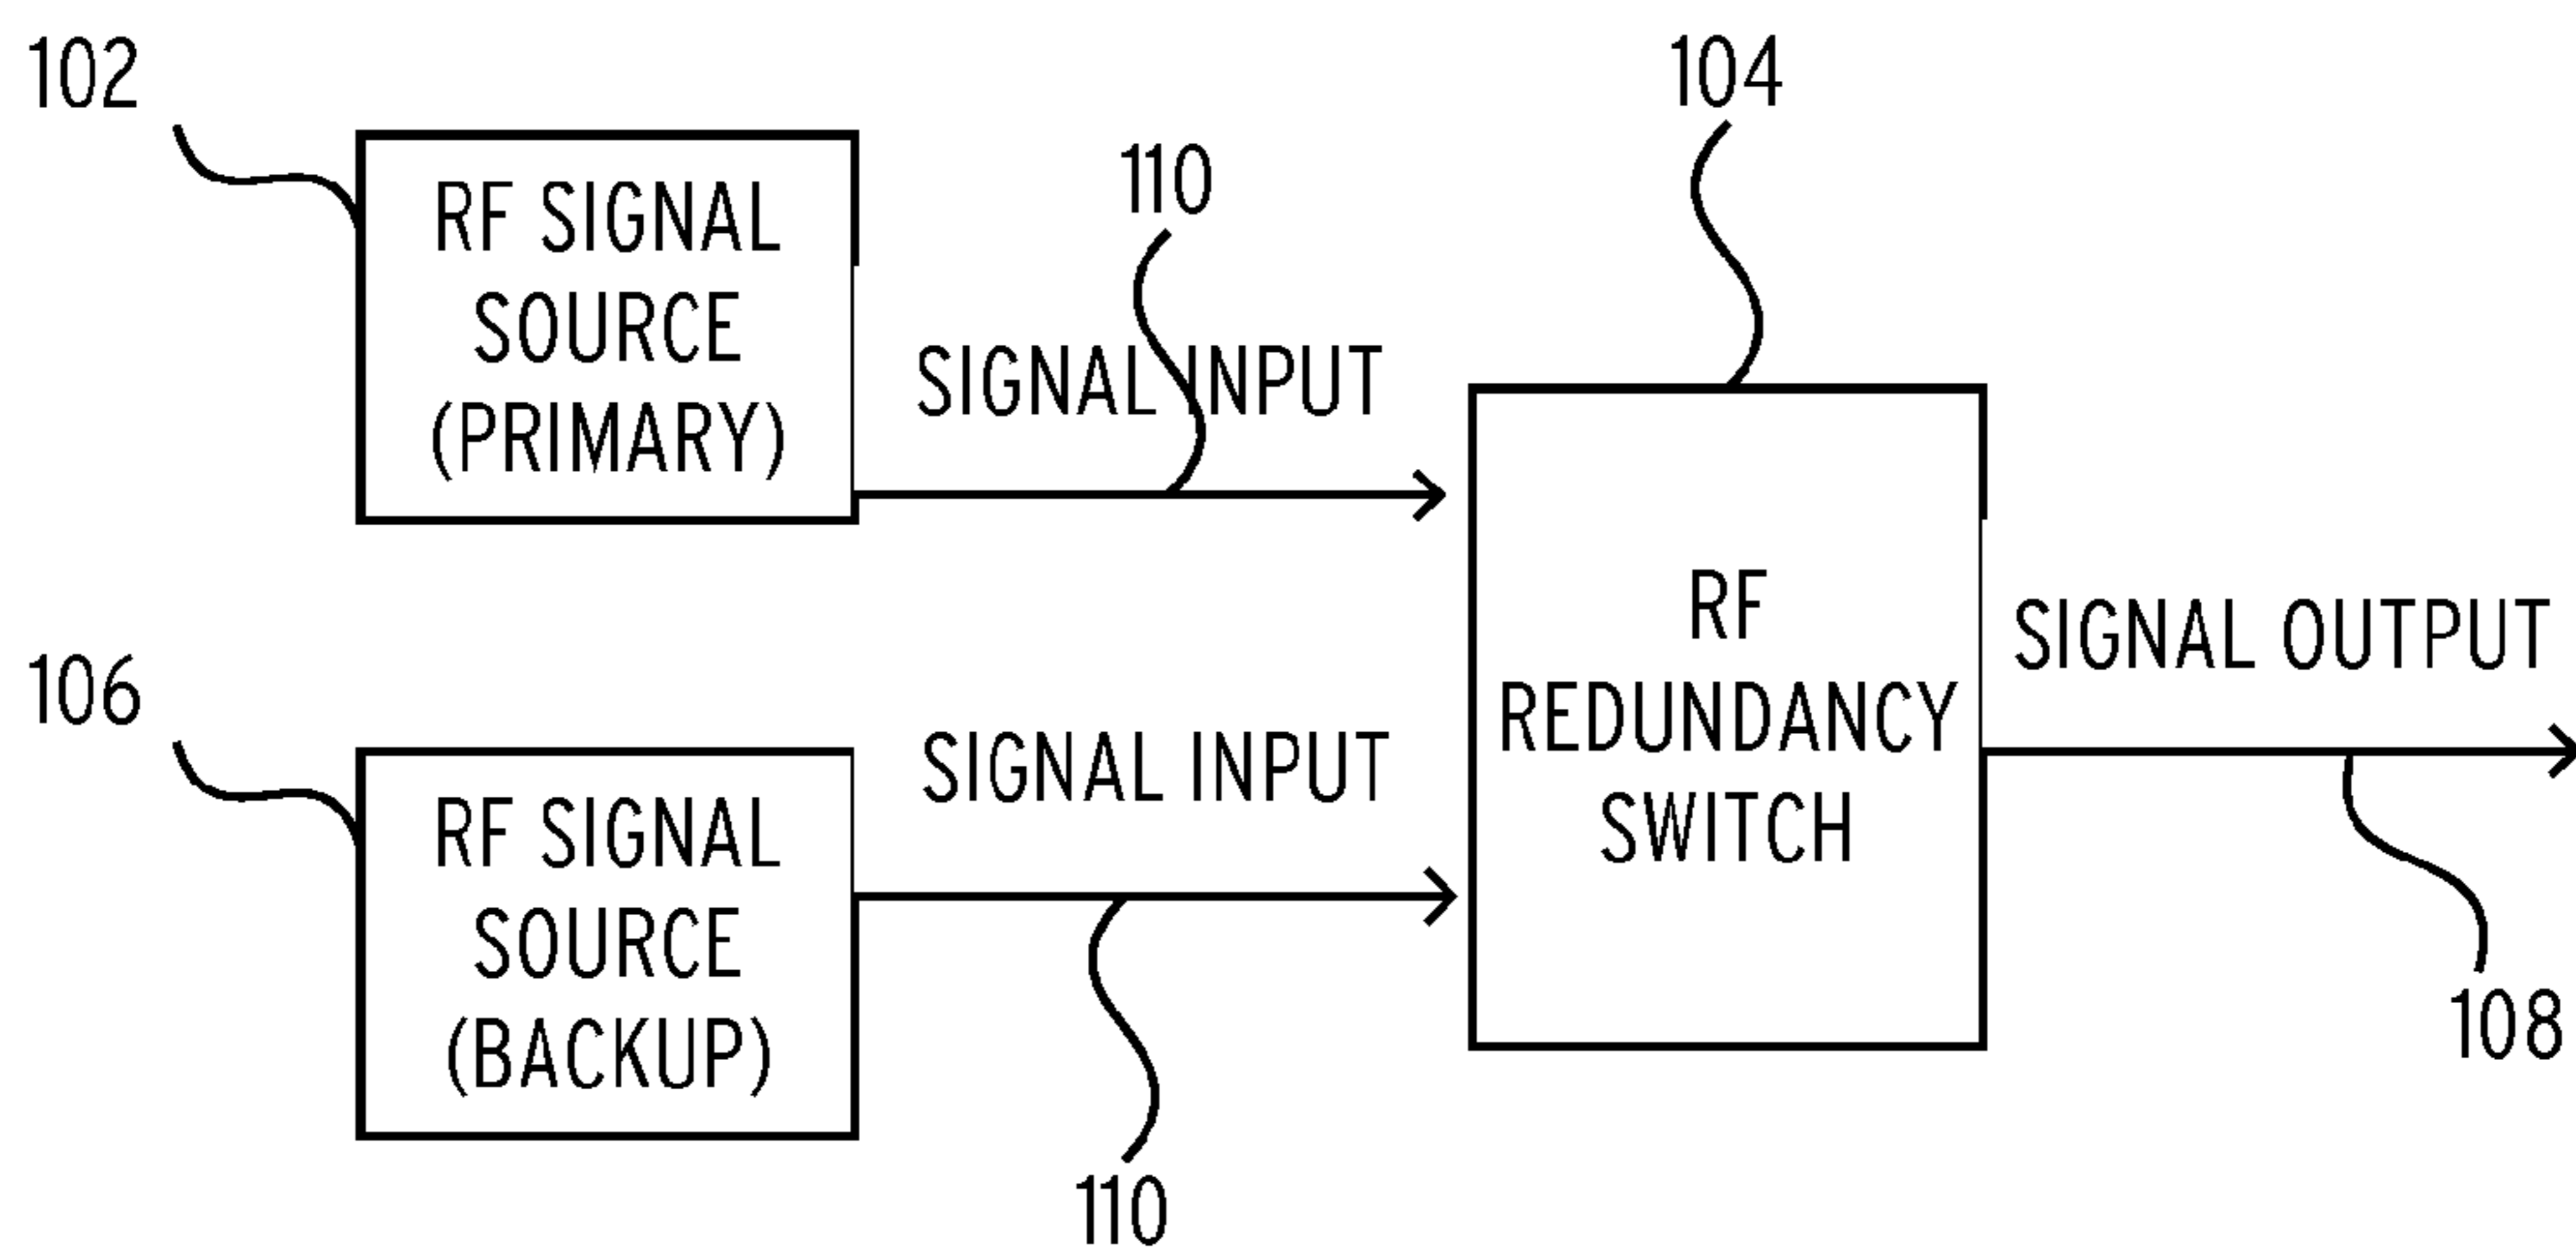 102
104
110
RF SIGNAL
SOURCE
(PRIMARY)
SIGNAL INPUT
RF
REDUNDANCY
SWITCH
SIGNAL OUTPUT
106
SIGNAL INPUT
RF SIGNAL
SOURCE
(BACKUP)
108
110